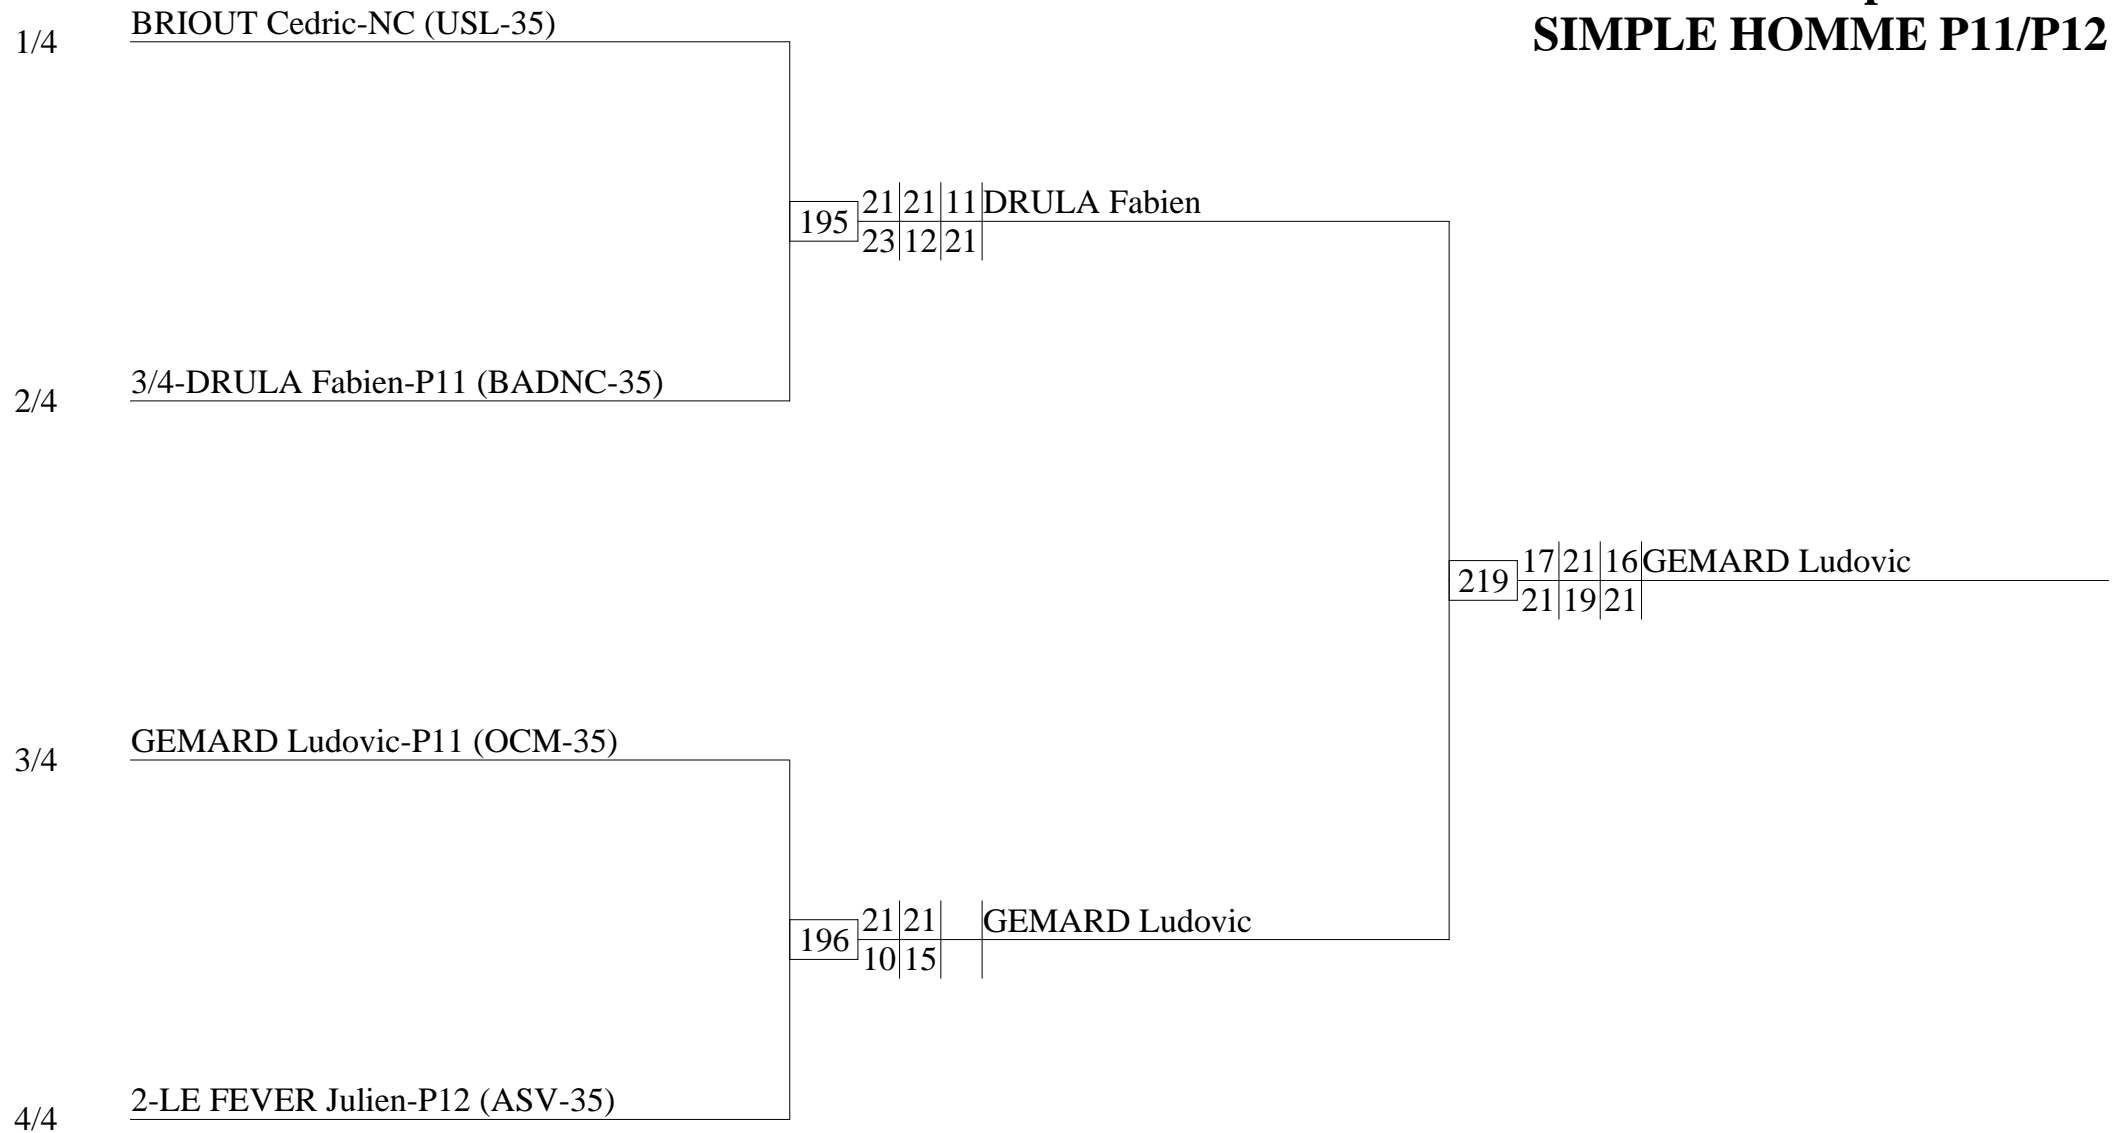 SIMPLE HOMME P11/P12
1/4
BRIOUT Cedric-NC (USL-35)
195
21 21 11 DRULA Fabien
23 12 21
2/4
3/4-DRULA Fabien-P11 (BADNC-35)
219
17 21 16 GEMARD Ludovic
21 19 21
3/4
GEMARD Ludovic-P11 (OCM-35)
196
21 21 GEMARD Ludovic
10 15
4/4
2-LE FEVER Julien-P12 (ASV-35)